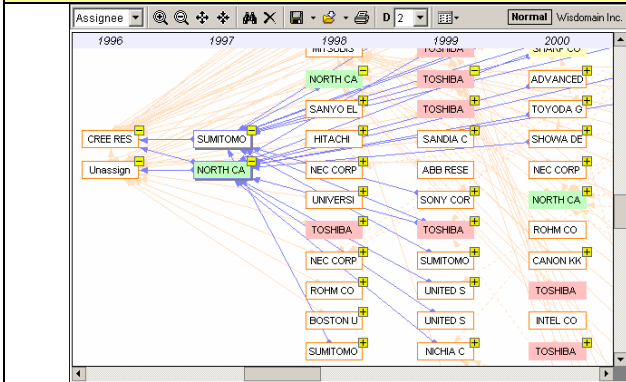 Assignee D 2 Normal Wisdomain Inc.
1996 1997 1998 1999 2000
MITSUBIS TOSHIBA SHARP CO
NORTH CA TOSHIBA ADVANCED
SANYO EL TOSHIBA TOYODA G
CREE RES SUMITOMO HITACHI SANDIA C SHOWA DE
Unassign NORTH CA NEC CORP ABB RESE NEC CORP
UNIVERSI SONY COR NORTH CA
TOSHIBA TOSHIBA ROHM CO
NEC CORP SUMITOMO CANON KK
ROHM CO UNITED S TOSHIBA
BOSTON U UNITED S INTEL CO
SUMITOMO NICHIA C TOSHIBA